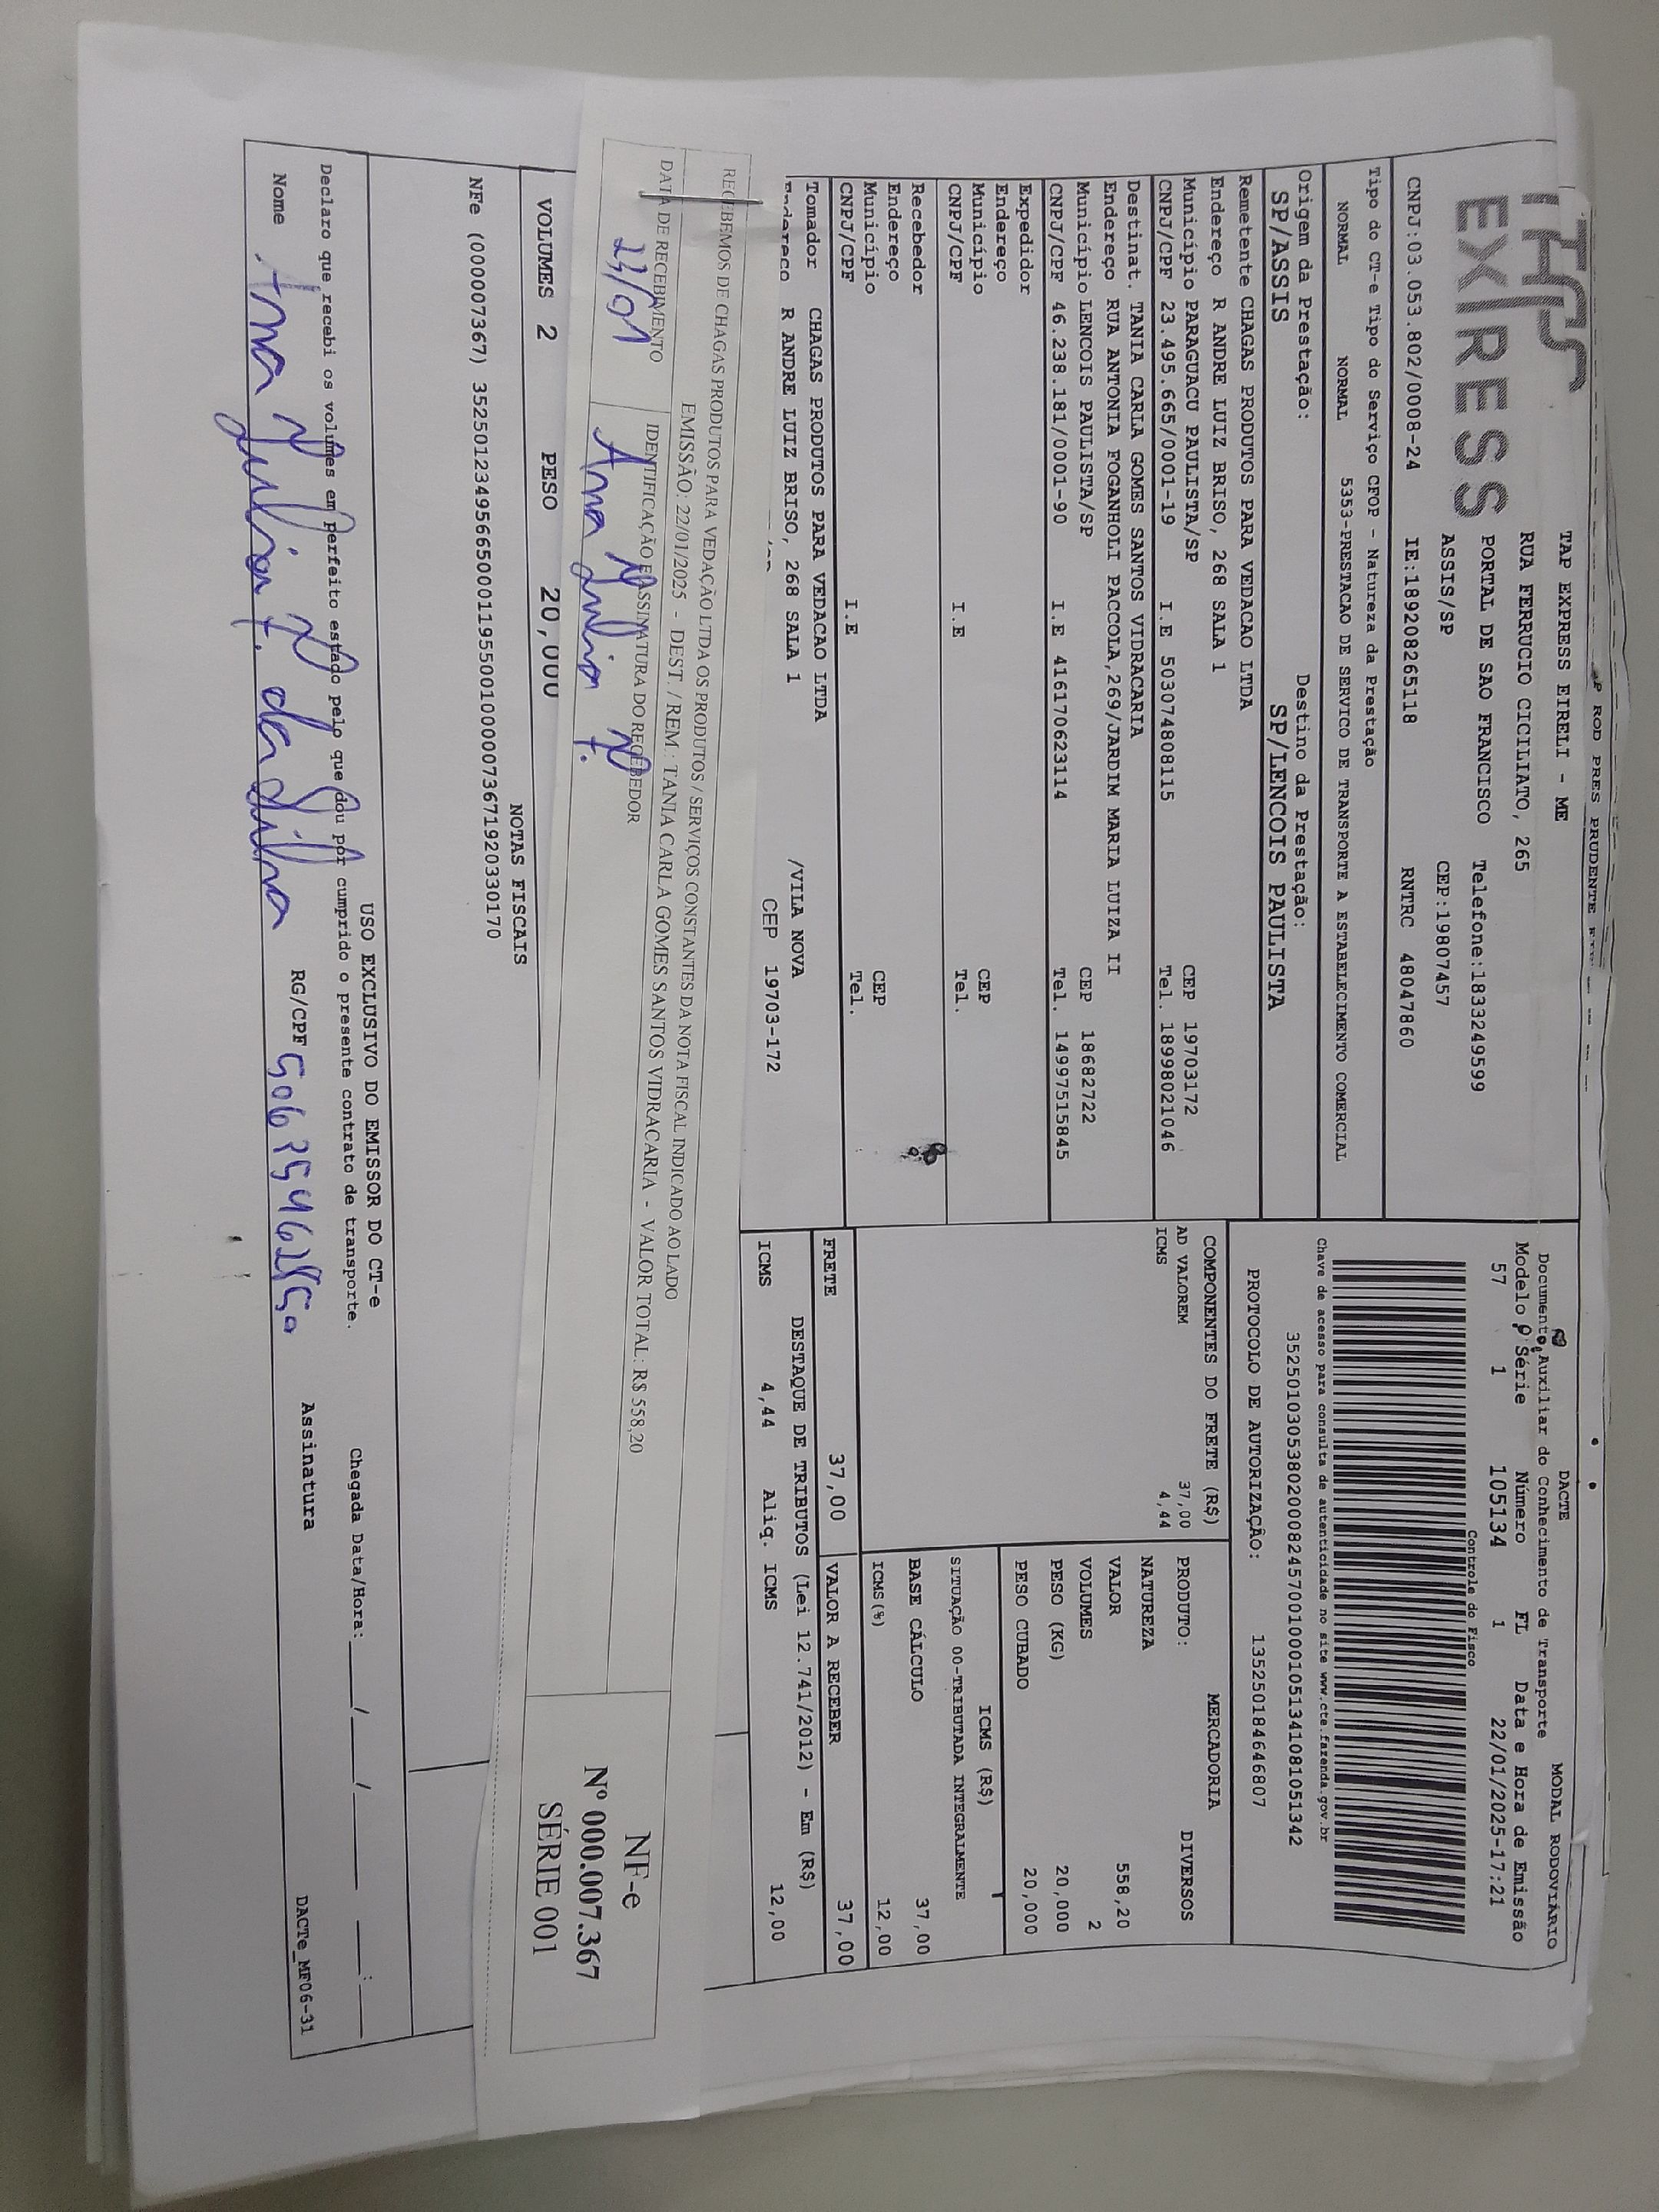 TAP EXPRESS EIRELI - ME
RUA FERRUCIO CICILIATO, 265
PORTAL DE SAO FRANCISCO Telefone:1833249599
EXPRESS
ASSIS/SP CEP:19807457
CNPJ:03.053.802/0008-24 IE:189208265118 RNTRC 48047860
Tipo do CT-e Tipo do Serviço CFOP - Natureza da Prestação
NORMAL NORMAL 5353-PRESTACAO DE SERVICO DE TRANSPORTE A ESTABELECIMENTO COMERCIAL
Origem da Prestação: Destino da Prestação:
SP/ASSIS SP/LENCOIS PAULISTA
DACTE MODAL RODOVIÁRIO
Documento Auxiliar do Conhecimento de Transporte
Modelo Série Número FL Data e Hora de Emissão
57 1 105134 1 22/01/2025-17:21
Controle do Fisco
Chave de acesso para consulta de autenticidade no site www.cte.fazenda.gov.br
35250103053802000824570010001051341081051342
PROTOCOLO DE AUTORIZAÇÃO: 135250184646807
Remetente CHAGAS PRODUTOS PARA VEDACAO LTDA
Endereço R ANDRE LUIZ BRISO, 268 SALA 1
Município PARAGUACU PAULISTA/SP CEP 19703172
CNPJ/CPF 23.495.665/0001-19 I.E 503074808115 Tel. 18998021046
Destinat. TANIA CARLA GOMES SANTOS VIDRACARIA
Endereço RUA ANTONIA FOGANHOLI PACCOLA,269/JARDIM MARIA LUIZA II
Município LENCOIS PAULISTA/SP CEP 18682722
CNPJ/CPF 46.238.181/0001-90 I.E 416170623114 Tel. 14997515845
Expedidor
Endereço
Município CEP
CNPJ/CPF I.E Tel.
Recebedor
Endereço
Município CEP
CNPJ/CPF I.E Tel.
Tomador CHAGAS PRODUTOS PARA VEDACAO LTDA
Endereço R ANDRE LUIZ BRISO, 268 SALA 1 /VILA NOVA
CEP 19703-172
COMPONENTES DO FRETE (R$)
AD VALOREM 37,00
ICMS 4,44
MERCADORIA
PRODUTO: DIVERSOS
NATUREZA
VALOR 558,20
VOLUMES 2
PESO (KG) 20,000
PESO CUBADO 20,000
ICMS (R$)
SITUAÇÃO 00-TRIBUTADA INTEGRALMENTE
BASE CÁLCULO 37,00
ICMS(%) 12,00
FRETE 37,00 VALOR A RECEBER 37,00
DESTAQUE DE TRIBUTOS (Lei 12.741/2012) - Em (R$)
ICMS 4,44 Aliq. ICMS 12,00
RECEBEMOS DE CHAGAS PRODUTOS PARA VEDAÇÃO LTDA OS PRODUTOS / SERVIÇOS CONSTANTES DA NOTA FISCAL INDICADO AO LADO
EMISSÃO: 22/01/2025 - DEST. / REM.: TANIA CARLA GOMES SANTOS VIDRACARIA - VALOR TOTAL: R$ 558,20
DATA DE RECEBIMENTO IDENTIFICAÇÃO E ASSINATURA DO RECEBEDOR
23/01 Ana Julia F.
NF-e
Nº 000.007.367
SÉRIE 001
VOLUMES 2 PESO 20,000
NOTAS FISCAIS
NFe (000007367) 35250123495665000119550010000073671920330170
USO EXCLUSIVO DO EMISSOR DO CT-e
Declaro que recebi os volumes em perfeito estado pelo que dou por cumprido o presente contrato de transporte.
Chegada Data/Hora:____/____/______ ___:___
Nome Ana Julia F. da Silva RG/CPF Assinatura
DACTe_MF06-31